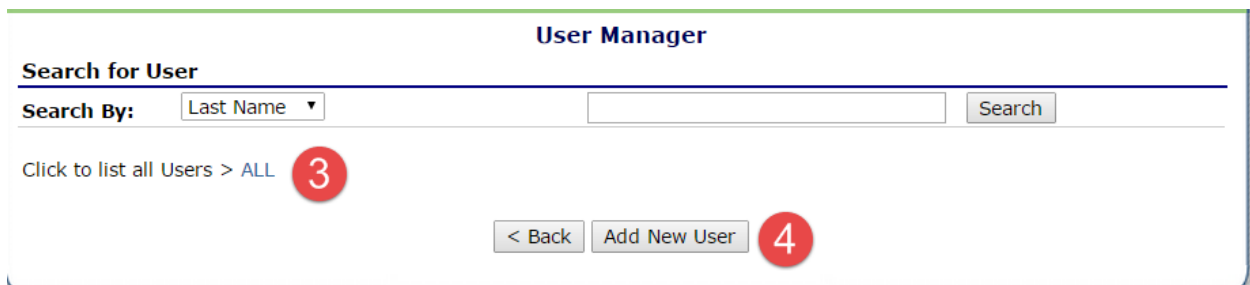 User Manager
Search for User
Search By: Last Name Search
Click to list all Users > ALL 3
< Back Add New User 4